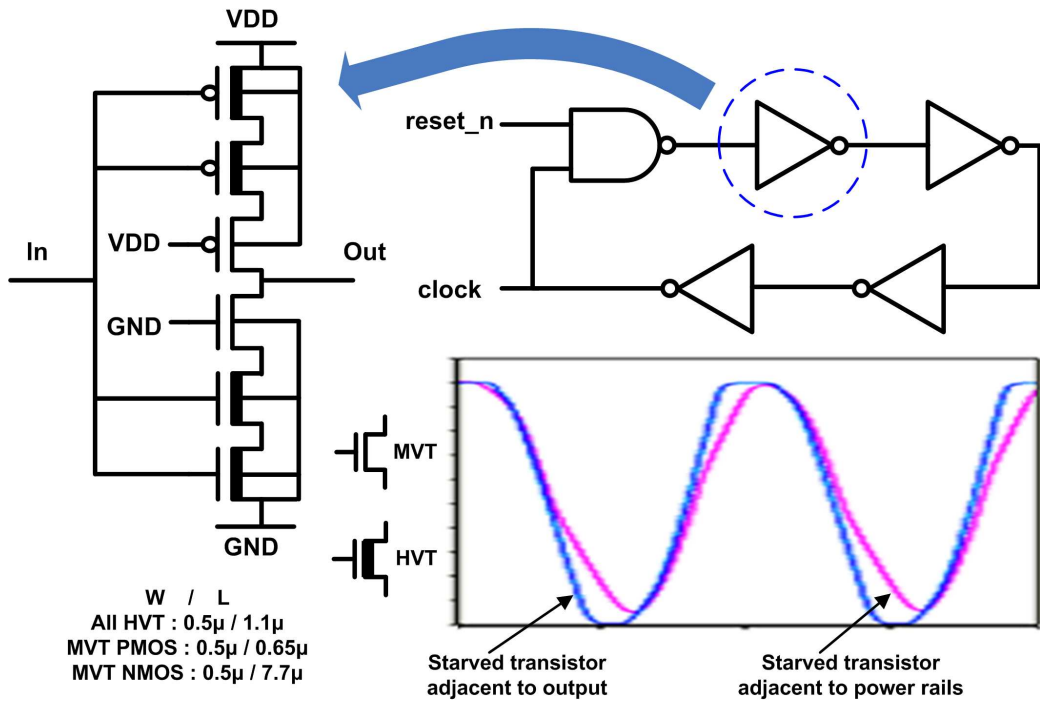 VDD
reset_n
In
VDD
Out
clock
GND
MVT
GND
HVT
W / L
All HVT : 0.5µ / 1.1µ
MVT PMOS : 0.5µ / 0.65µ
MVT NMOS : 0.5µ / 7.7µ
Starved transistor
adjacent to output
Starved transistor
adjacent to power rails